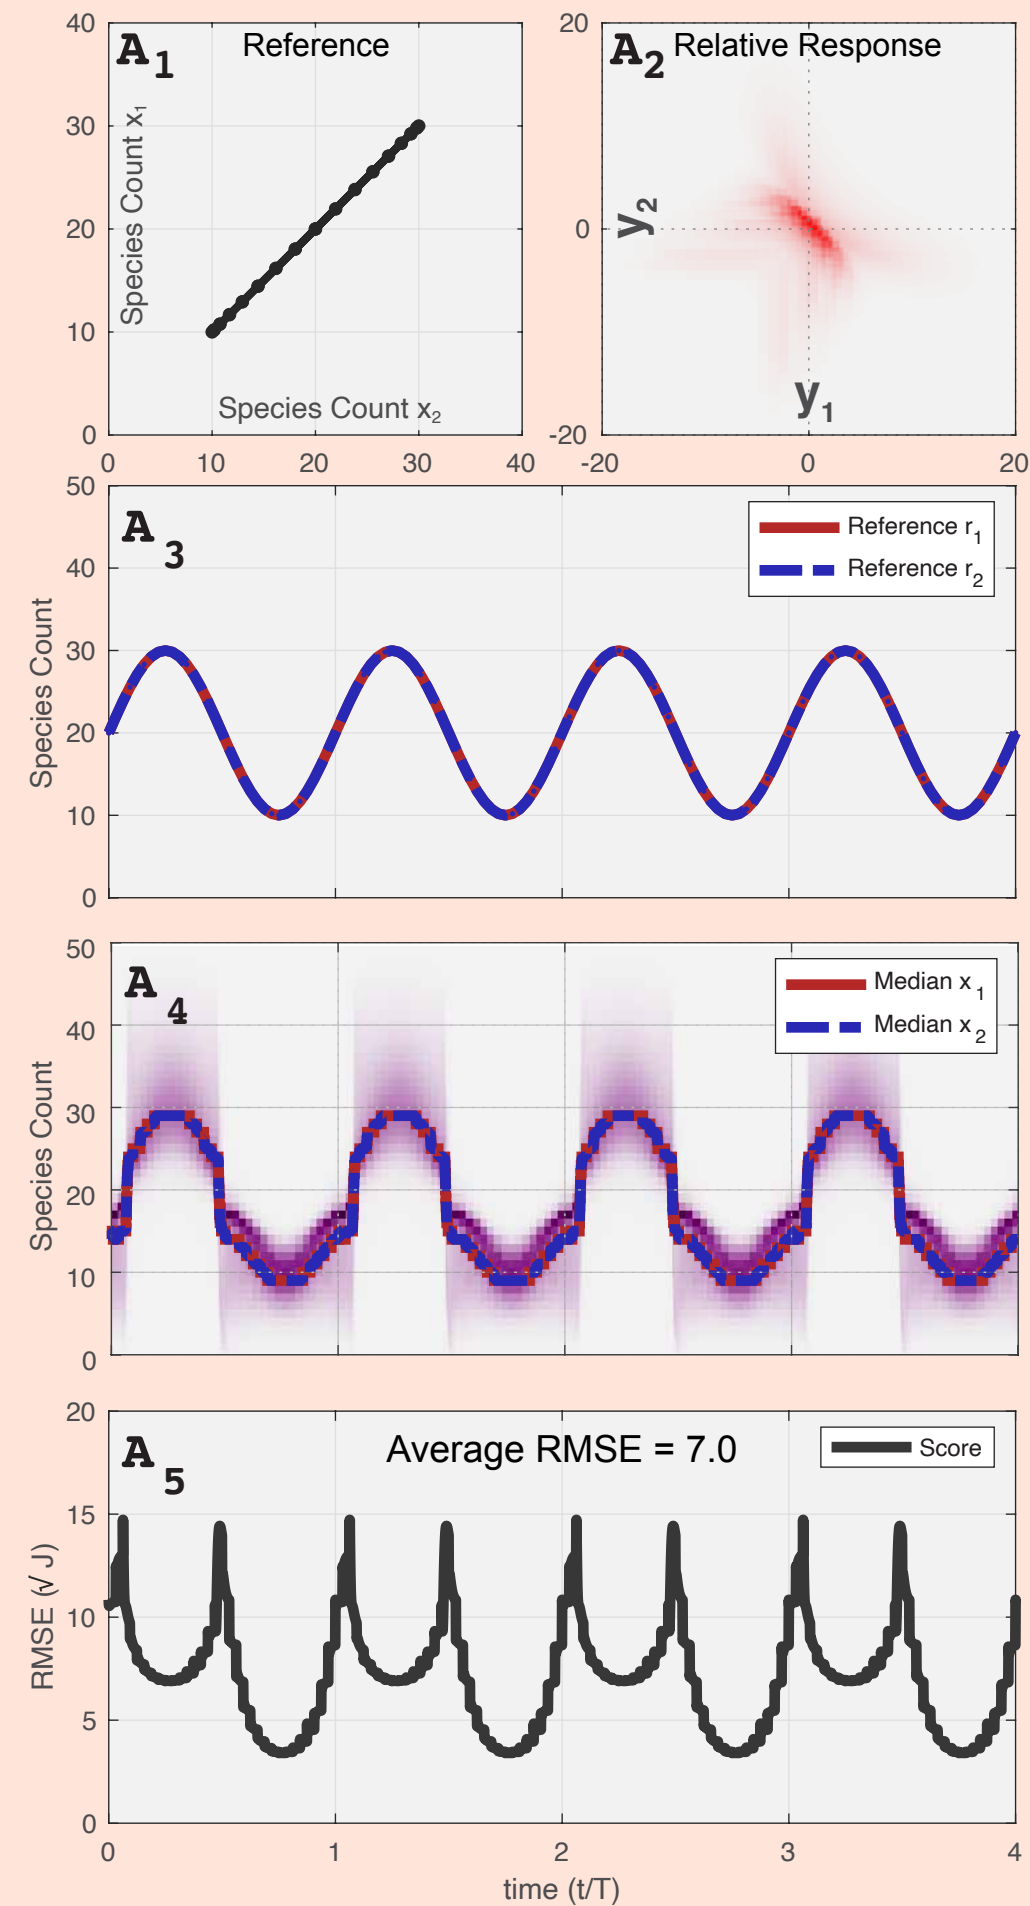 A1 Reference
40
30
20
10
0
Species Count x1
Species Count x2
0 10 20 30 40
A2 Relative Response
20
0
-20
y2
y1
-20 0 20
A3
50
40
30
20
10
0
Species Count
Reference r1
Reference r2
A4
50
40
30
20
10
0
Species Count
Median x1
Median x2
A5
Average RMSE = 7.0
Score
20
15
10
5
0
RMSE (√ J)
0 1 2 3 4
time (t/T)